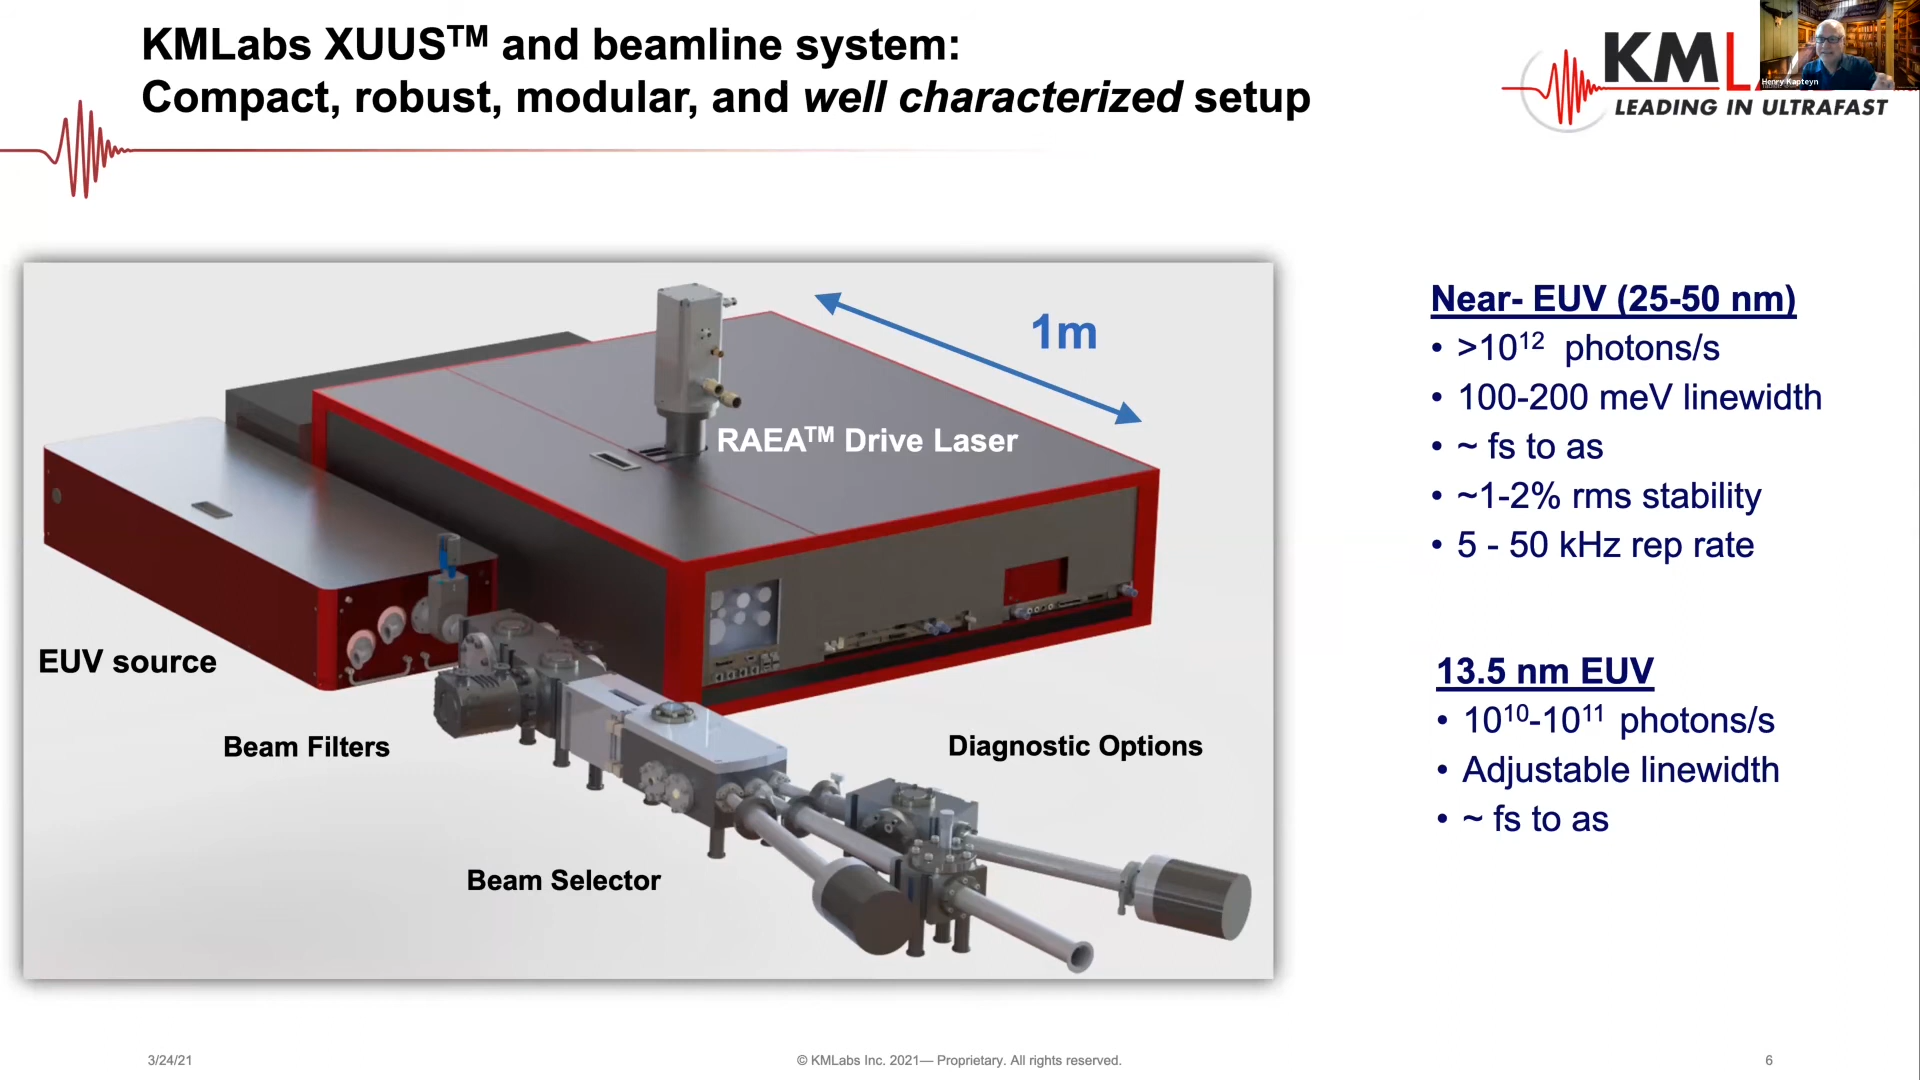 KMLabs XUUS™ and beamline system:
Compact, robust, modular, and well characterized setup
KML
LEADING IN ULTRAFAST
Henry Kapteyn
1m
RAEA™ Drive Laser
EUV source
Beam Filters
Beam Selector
Diagnostic Options
Near- EUV (25-50 nm)
• >10¹² photons/s
• 100-200 meV linewidth
• ~ fs to as
• ~1-2% rms stability
• 5 - 50 kHz rep rate
13.5 nm EUV
• 10¹⁰-10¹¹ photons/s
• Adjustable linewidth
• ~ fs to as
3/24/21
© KMLabs Inc. 2021— Proprietary. All rights reserved.
6